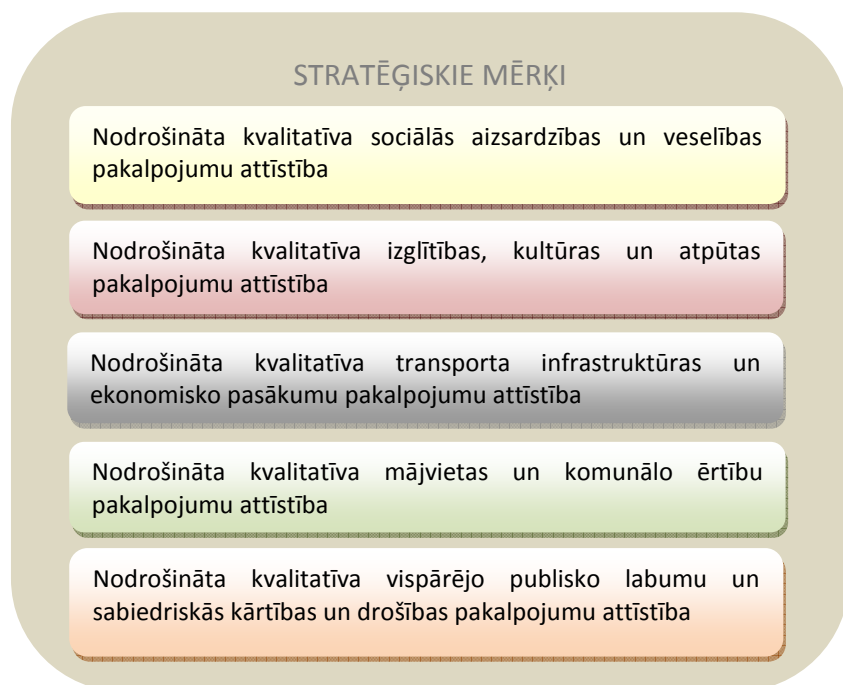 STRATĒĢISKIE MĒRĶI
Nodrošināta kvalitatīva sociālās aizsardzības un veselības
pakalpojumu attīstība
Nodrošināta kvalitatīva izglītības, kultūras un atpūtas
pakalpojumu attīstība
Nodrošināta kvalitatīva transporta infrastruktūras un
ekonomisko pasākumu pakalpojumu attīstība
Nodrošināta kvalitatīva mājvietas un komunālo ērtību
pakalpojumu attīstība
Nodrošināta kvalitatīva vispārējo publisko labumu un
sabiedriskās kārtības un drošības pakalpojumu attīstība